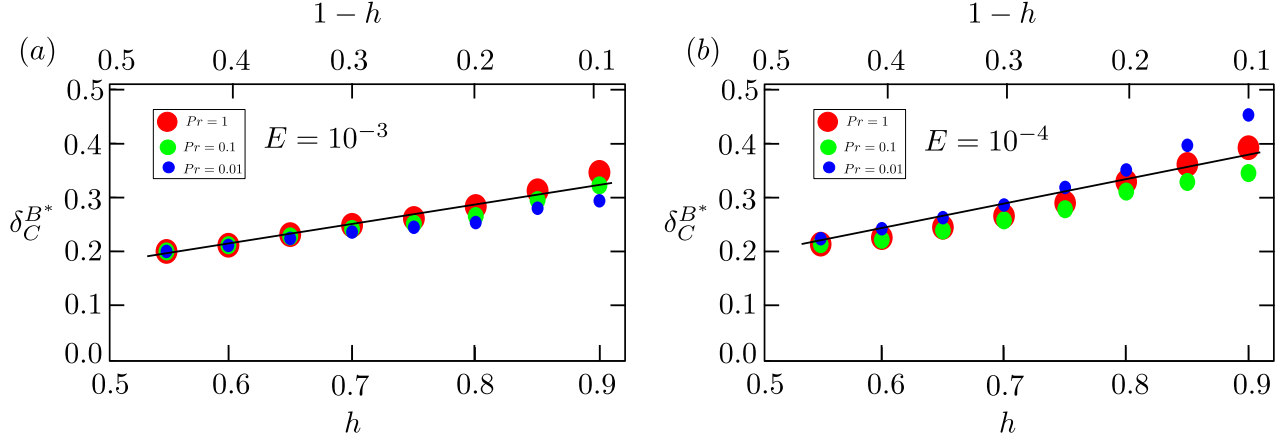 1 − h
1 − h
(a)
0.5 0.4 0.3 0.2 0.1
(b)
0.5 0.4 0.3 0.2 0.1
0.5
0.4
0.3
0.2
0.1
0.0
δ_C^{B*}
Pr = 1
Pr = 0.1
Pr = 0.01
E = 10^{−3}
0.5 0.6 0.7 0.8 0.9
h
0.5
0.4
0.3
0.2
0.1
0.0
δ_C^{B*}
Pr = 1
Pr = 0.1
Pr = 0.01
E = 10^{−4}
0.5 0.6 0.7 0.8 0.9
h